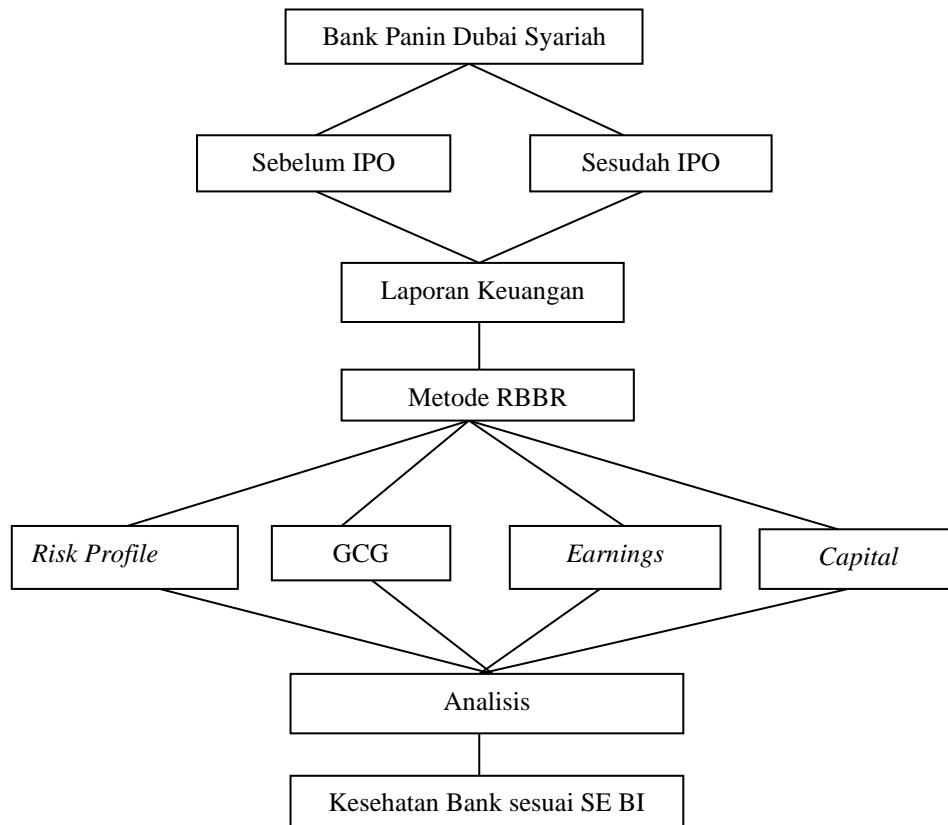 Bank Panin Dubai Syariah
Sebelum IPO
Sesudah IPO
Laporan Keuangan
Metode RBBR
Risk Profile
GCG
Earnings
Capital
Analisis
Kesehatan Bank sesuai SE BI